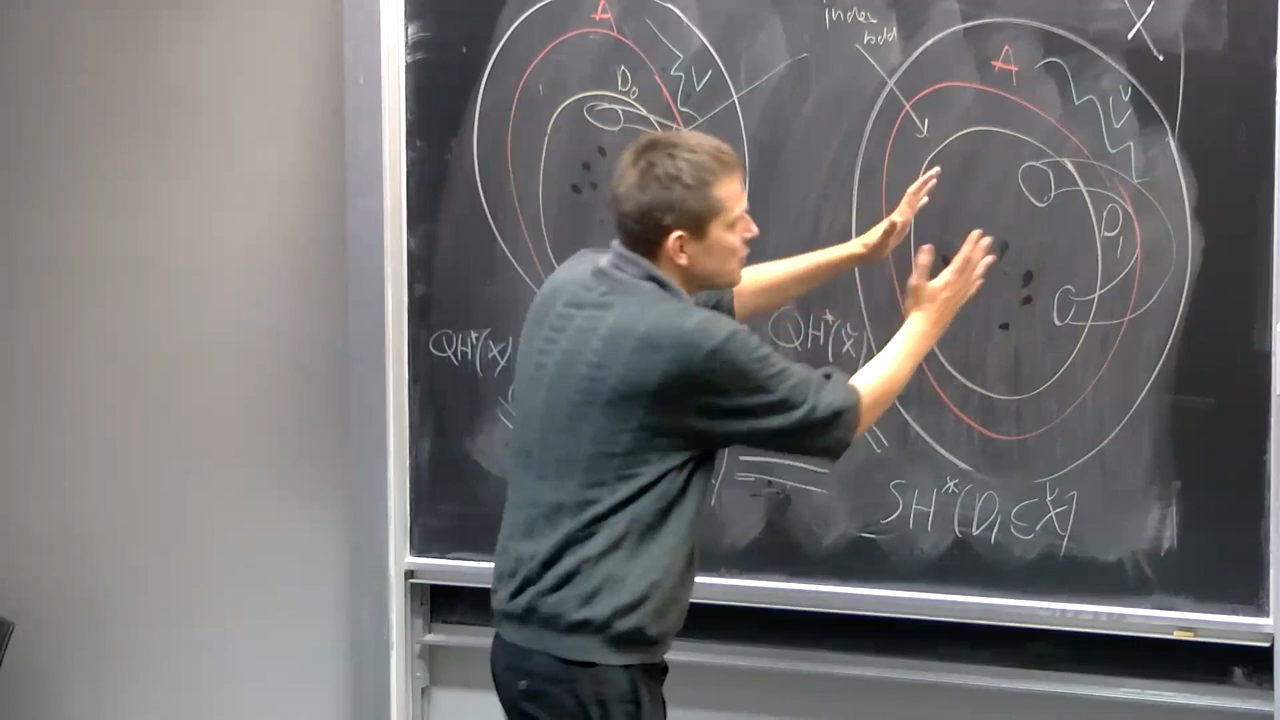 A
D₀
V
index
bdd
X
A
V
D₁
QH*(X)
QH*(X̌)
=
SH*(D₁ ⊂ X̌)